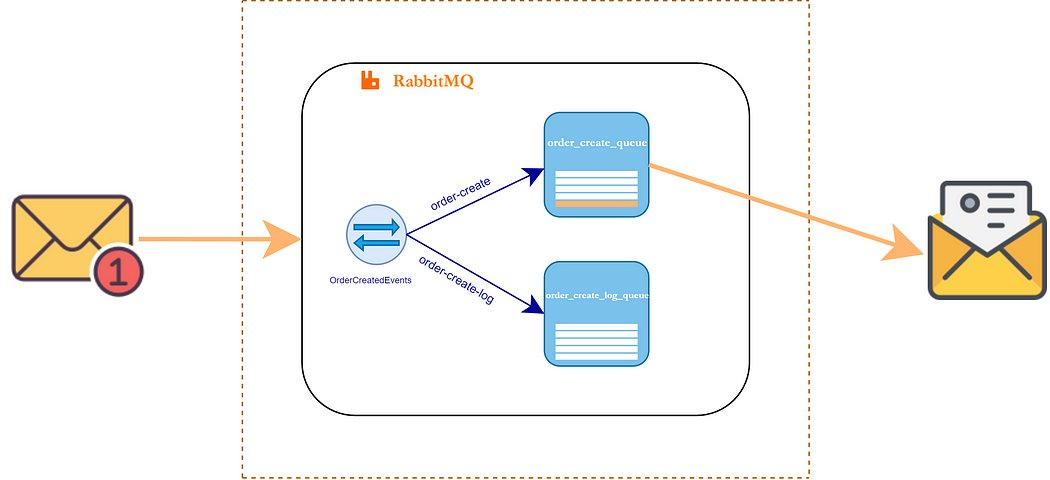 RabbitMQ
order_create_queue
order-create
1
OrderCreatedEvents
order-create-log
order_create_log_queue